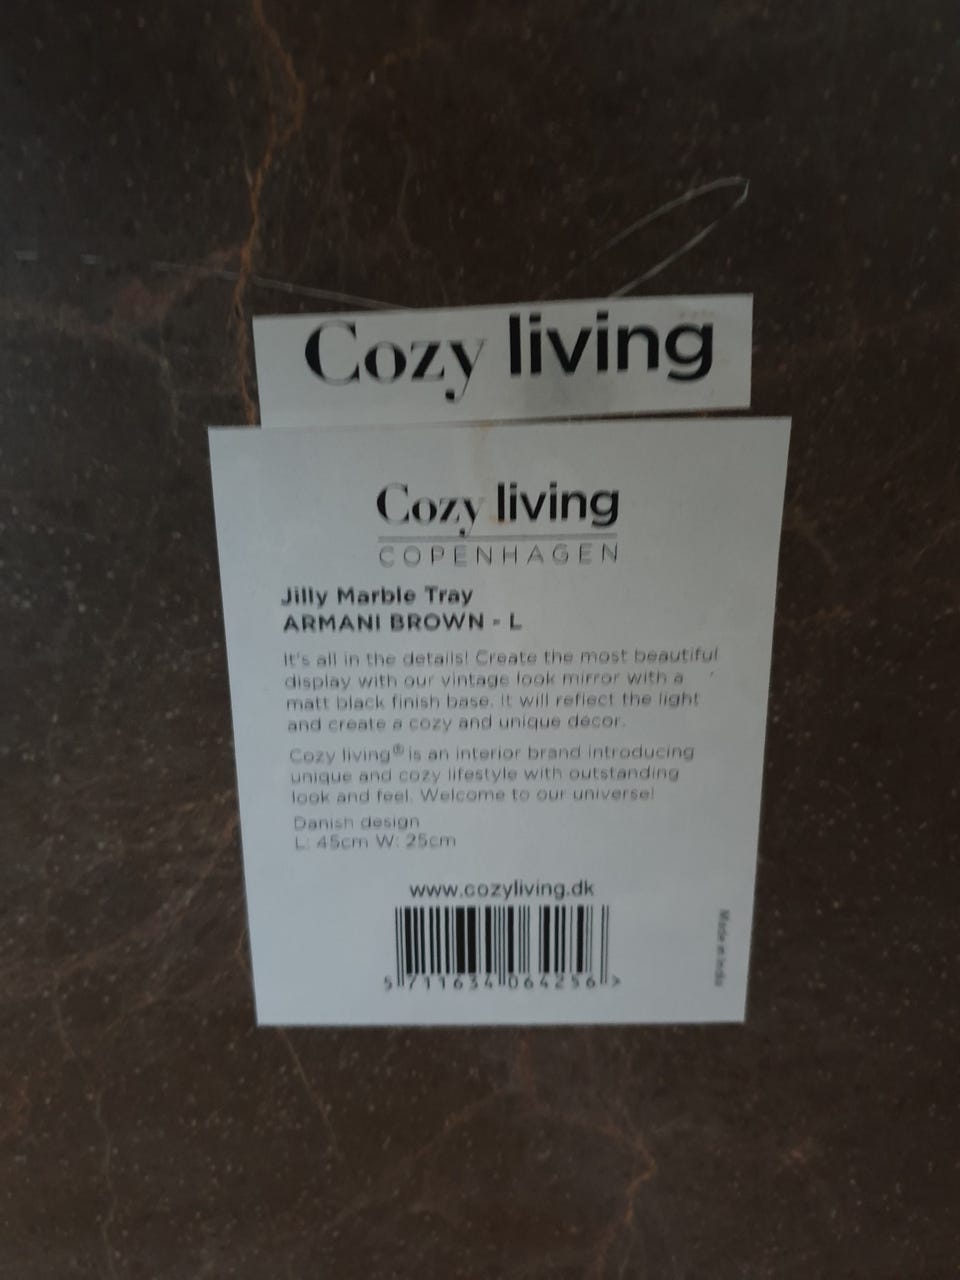 Cozy living
Cozy living
COPENHAGEN
Jilly Marble Tray
ARMANI BROWN - L
It's all in the details! Create the most beautiful
display with our vintage look mirror with a
matt black finish base. It will reflect the light
and create a cozy and unique décor.
Cozy living® is an interior brand introducing
unique and cozy lifestyle with outstanding
look and feel. Welcome to our universe!
Danish design
L: 45cm W: 25cm
www.cozyliving.dk
5 711634 064256 >
Made in India